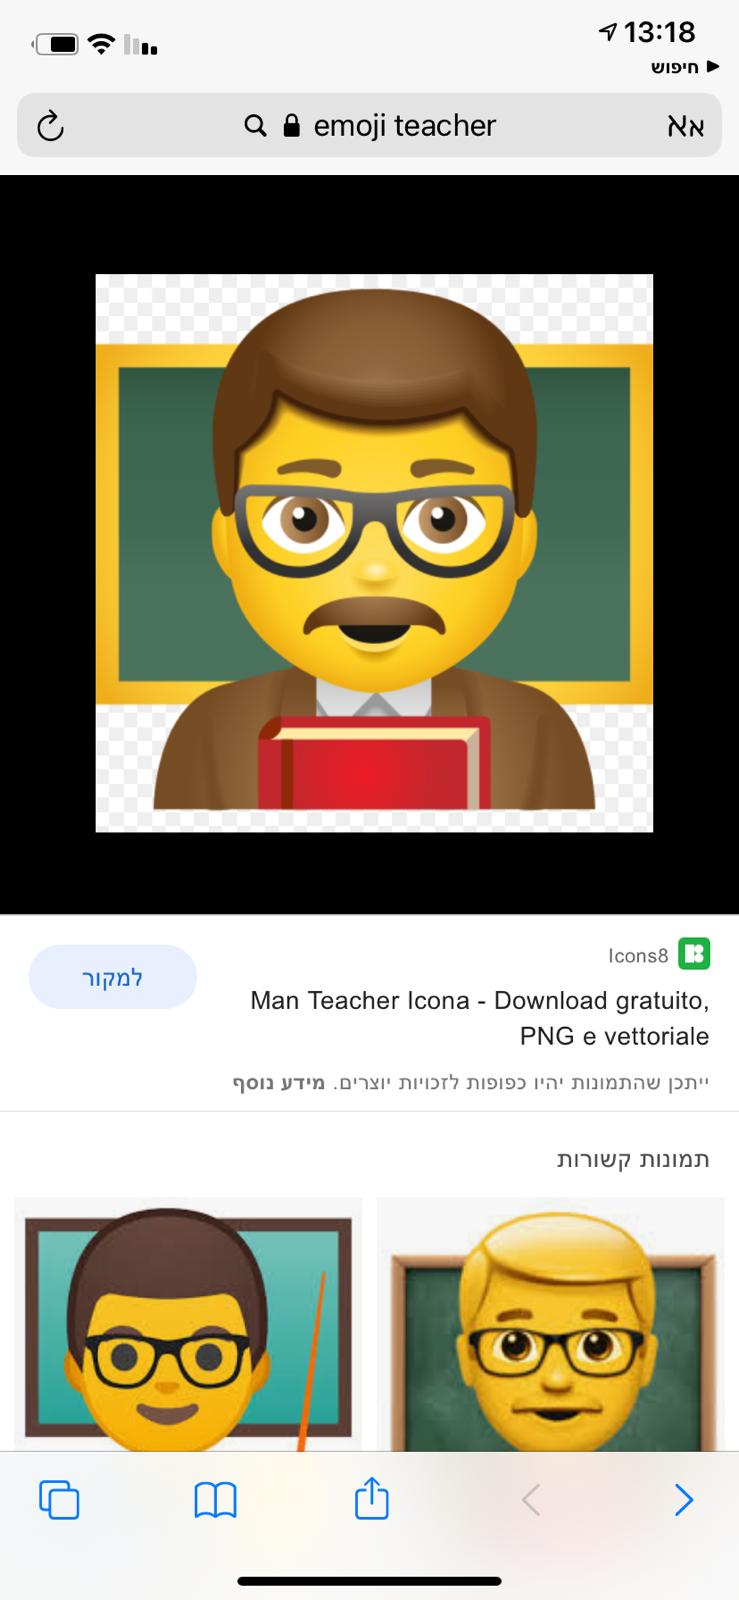 13:18
חיפוש
emoji teacher
אא
Icons8
למקור
Man Teacher Icona - Download gratuito,
PNG e vettoriale
ייתכן שהתמונות יהיו כפופות לזכויות יוצרים. מידע נוסף
תמונות קשורות